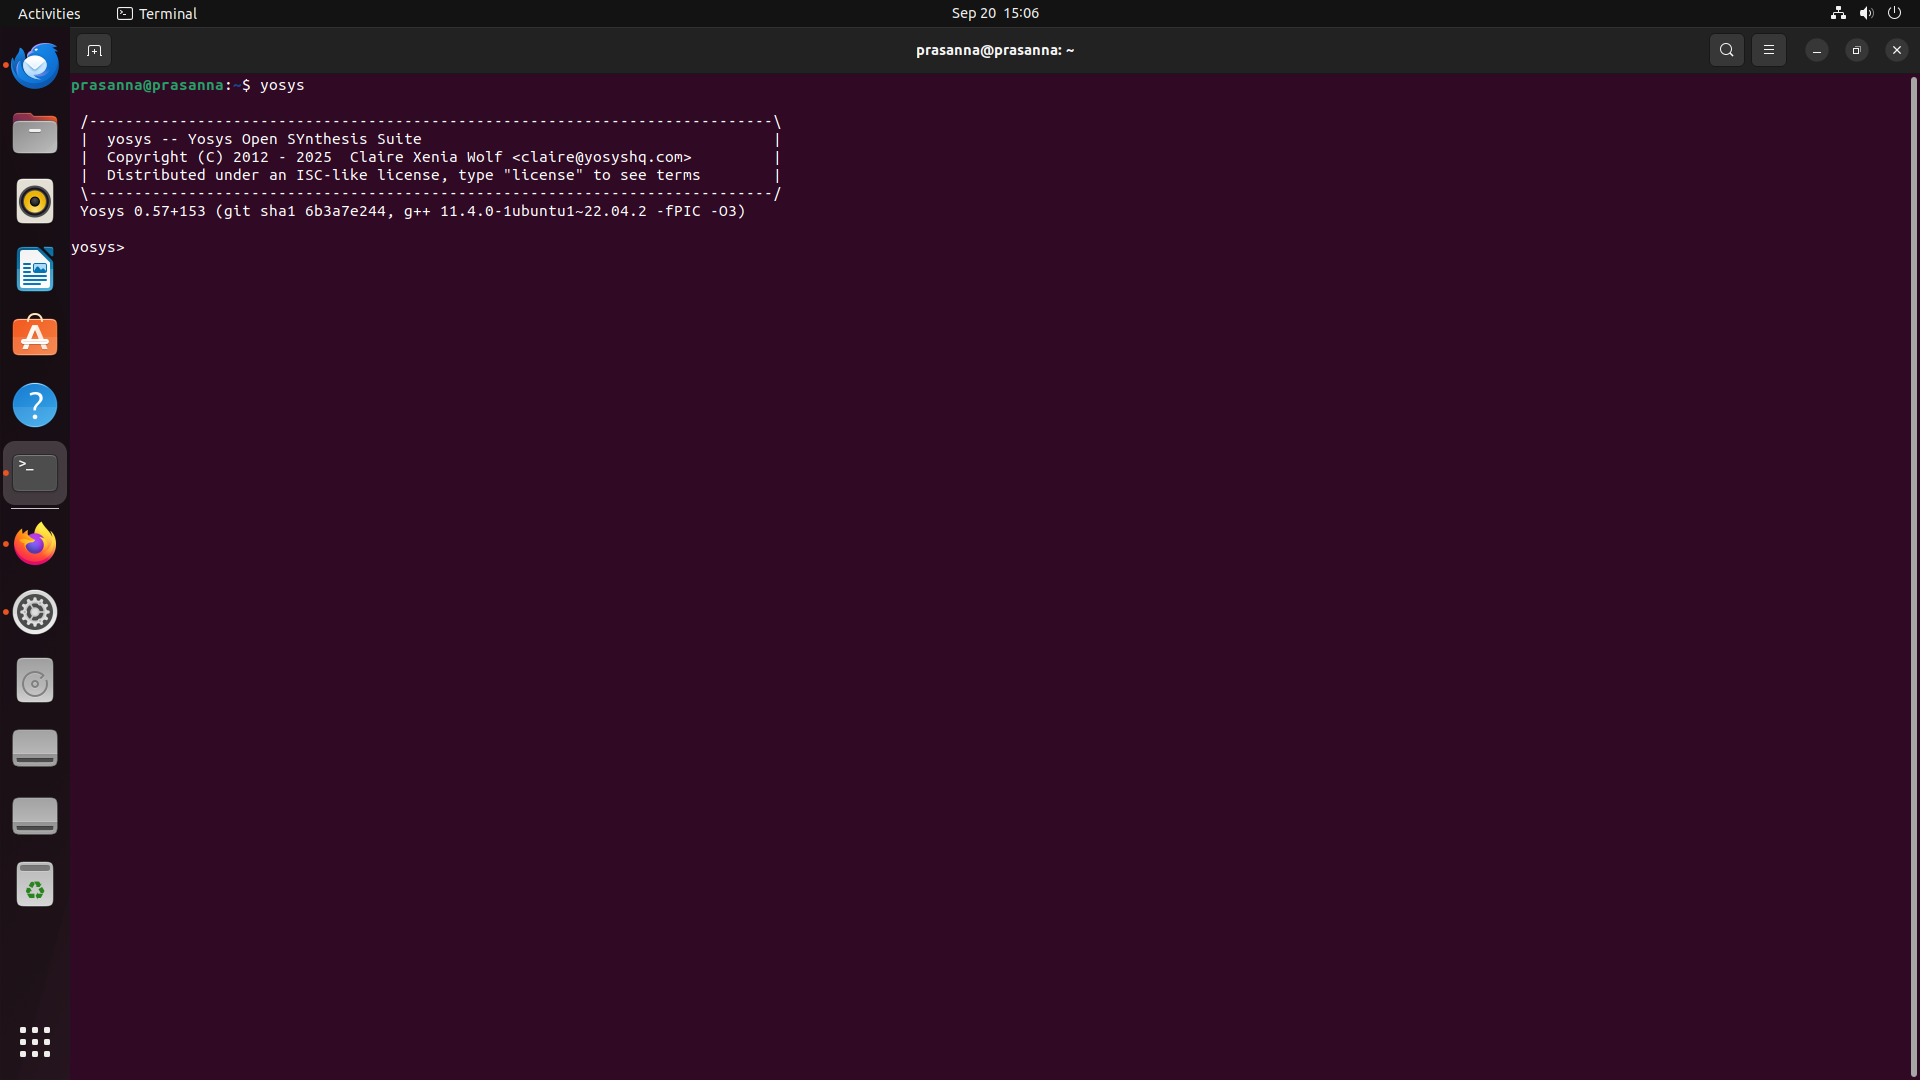 Activities Terminal Sep 20 15:06
prasanna@prasanna: ~
prasanna@prasanna:~$ yosys
/----------------------------------------------------------------------------\
| yosys -- Yosys Open SYnthesis Suite |
| Copyright (C) 2012 - 2025 Claire Xenia Wolf <claire@yosyshq.com> |
| Distributed under an ISC-like license, type "license" to see terms |
\----------------------------------------------------------------------------/
Yosys 0.57+153 (git sha1 6b3a7e244, g++ 11.4.0-1ubuntu1~22.04.2 -fPIC -O3)
yosys>